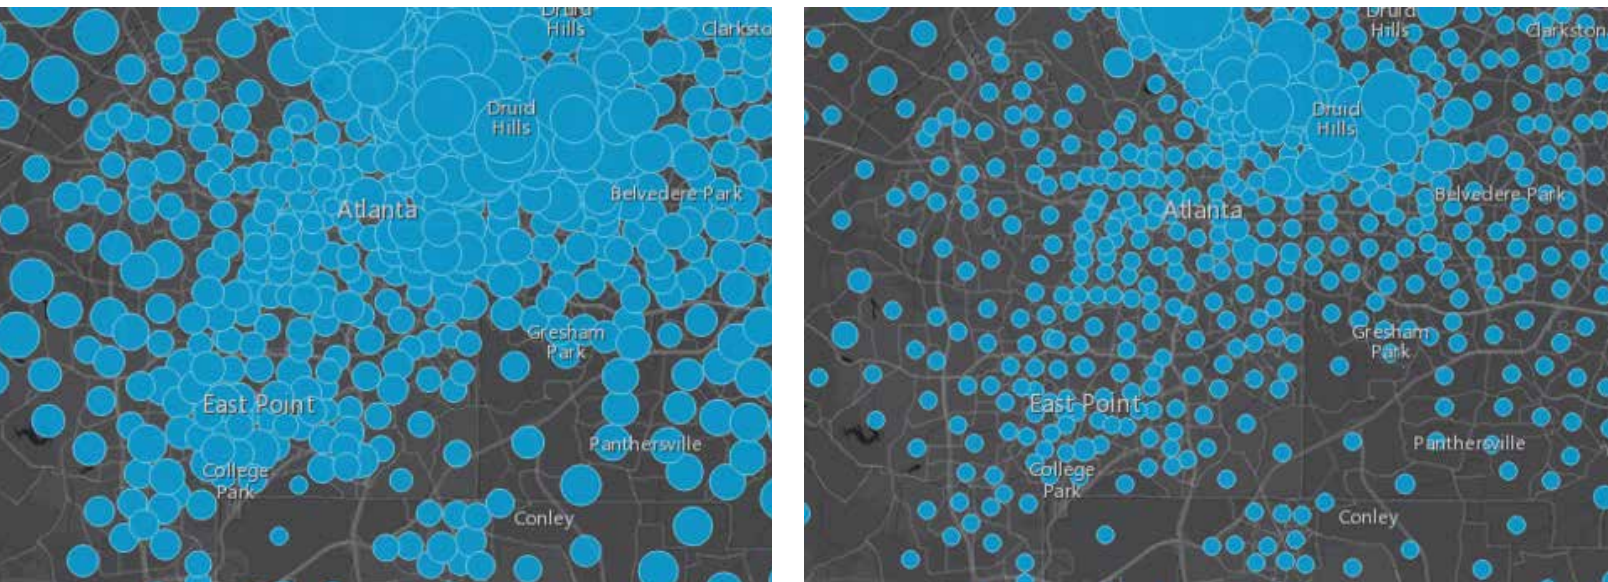 Druid
Hills
Clarksto
Druid
Hills
Belvedere Park
Atlanta
Gresham
Park
East Point
Panthersville
College
Park
Conley
Druid
Hills
Clarkston
Druid
Hills
Belvedere Park
Atlanta
Gresham
Park
East Point
Panthersville
College
Park
Conley